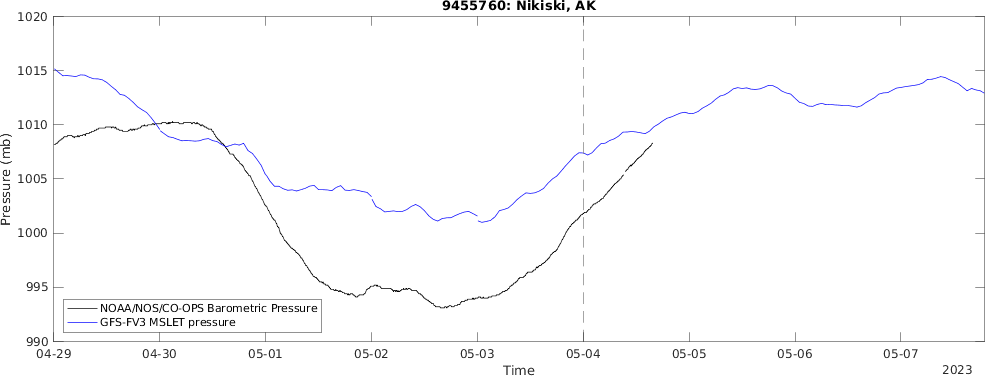 9455760: Nikiski, AK
1020
1015
1010
1005
1000
995
990
Pressure (mb)
NOAA/NOS/CO-OPS Barometric Pressure
GFS-FV3 MSLET pressure
04-29 04-30 05-01 05-02 05-03 05-04 05-05 05-06 05-07
Time
2023